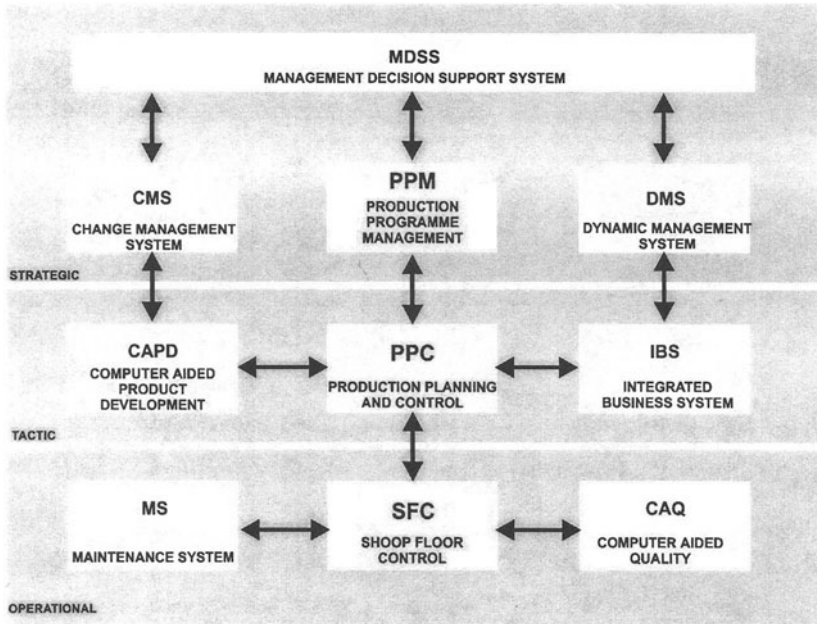 MDSS
MANAGEMENT DECISION SUPPORT SYSTEM
CMS
CHANGE MANAGEMENT
SYSTEM
PPM
PRODUCTION
PROGRAMME
MANAGEMENT
DMS
DYNAMIC MANAGEMENT
SYSTEM
STRATEGIC
CAPD
COMPUTER AIDED
PRODUCT
DEVELOPMENT
PPC
PRODUCTION PLANNING
AND CONTROL
IBS
INTEGRATED
BUSINESS SYSTEM
TACTIC
MS
MAINTENANCE SYSTEM
SFC
SHOOP FLOOR
CONTROL
CAQ
COMPUTER AIDED
QUALITY
OPERATIONAL